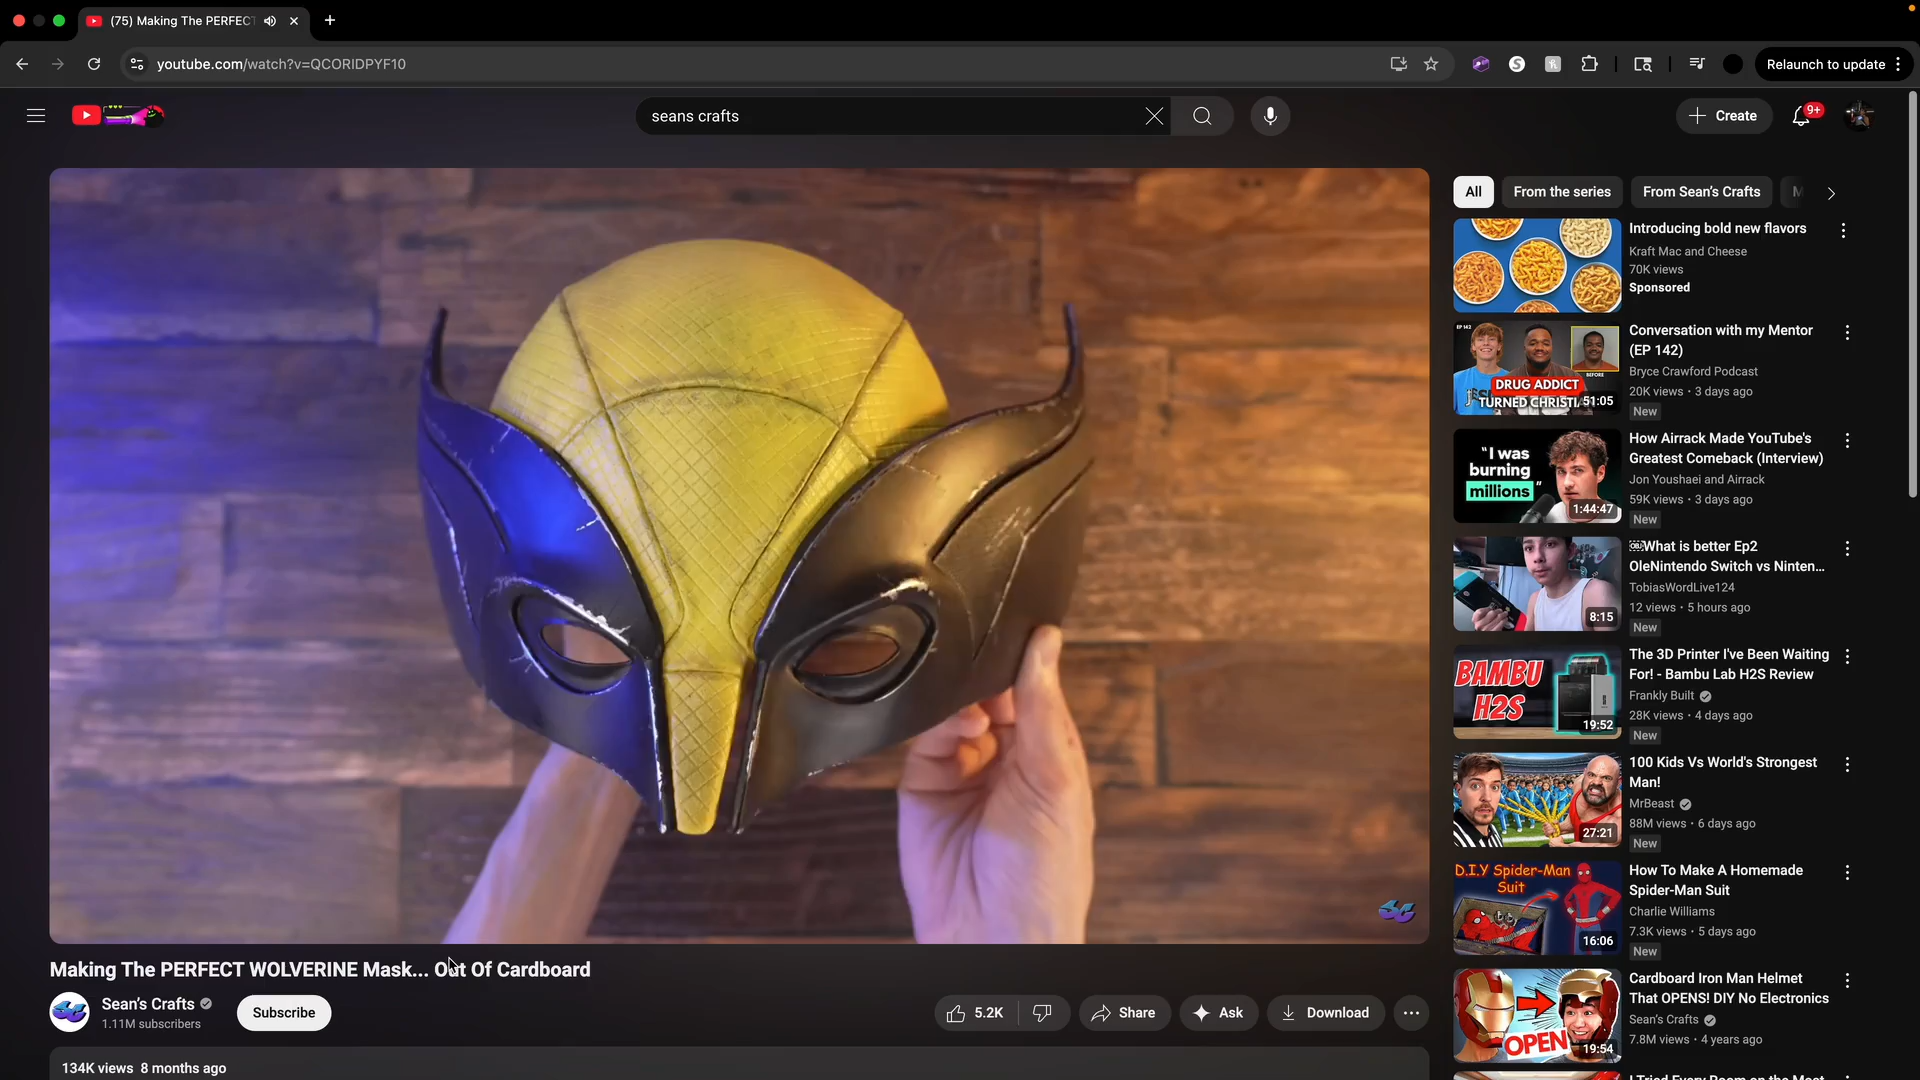 (75) Making The PERFECT
youtube.com/watch?v=QCORIDPYF10
Relaunch to update
seans crafts
Create
9+
All
From the series
From Sean's Crafts
M
Introducing bold new flavors
Kraft Mac and Cheese
70K views
Sponsored
EP 142
BEFORE
DRUG ADDICT
TURNED CHRISTI
51:05
Conversation with my Mentor
(EP 142)
Bryce Crawford Podcast
20K views • 3 days ago
New
"I was
burning
millions"
1:44:47
How Airrack Made YouTube's
Greatest Comeback (Interview)
Jon Youshaei and Airrack
59K views • 3 days ago
New
8:15
What is better Ep2
OleNintendo Switch vs Ninten...
TobiasWordLive124
12 views • 5 hours ago
New
BAMBU
H2S
19:52
The 3D Printer I've Been Waiting
For! - Bambu Lab H2S Review
Frankly Built
28K views • 4 days ago
New
27:21
100 Kids Vs World's Strongest
Man!
MrBeast
88M views • 6 days ago
New
D.I.Y Spider-Man
Suit
16:06
How To Make A Homemade
Spider-Man Suit
Charlie Williams
7.3K views • 5 days ago
New
OPEN
19:54
Cardboard Iron Man Helmet
That OPENS! DIY No Electronics
Sean's Crafts
7.8M views • 4 years ago
SC
Making The PERFECT WOLVERINE Mask... Out Of Cardboard
Sean's Crafts
1.11M subscribers
Subscribe
5.2K
Share
Ask
Download
134K views 8 months ago